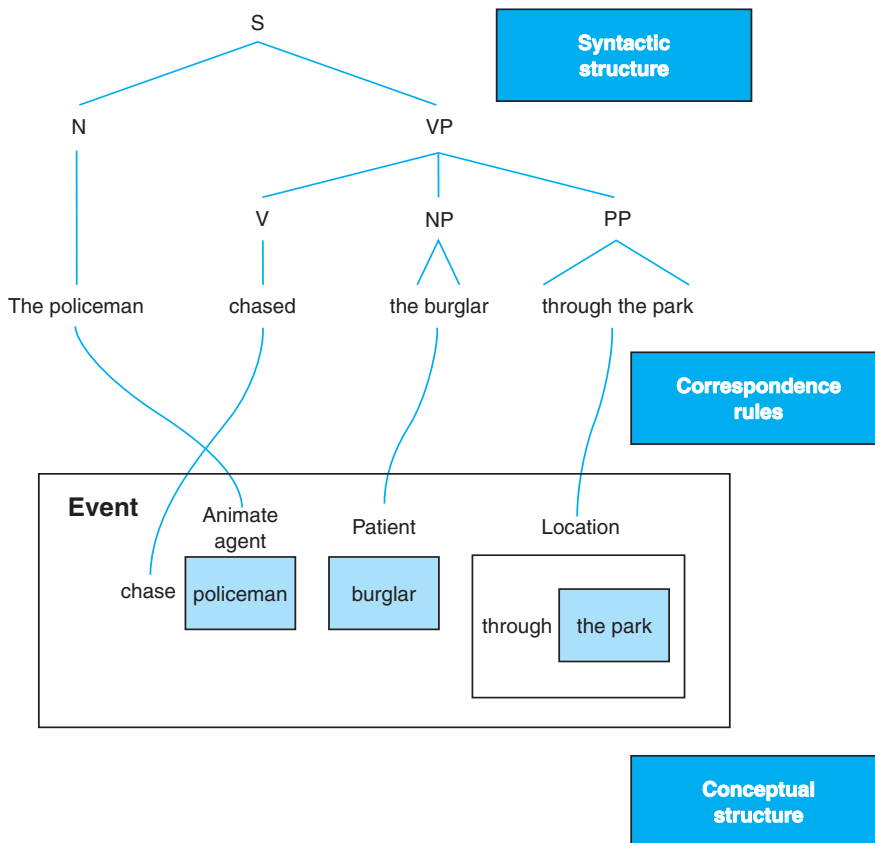 S
Syntactic
structure
N
VP
V
NP
PP
The policeman
chased
the burglar
through the park
Correspondence
rules
Event
Animate
agent
Patient
Location
chase
policeman
burglar
through
the park
Conceptual
structure